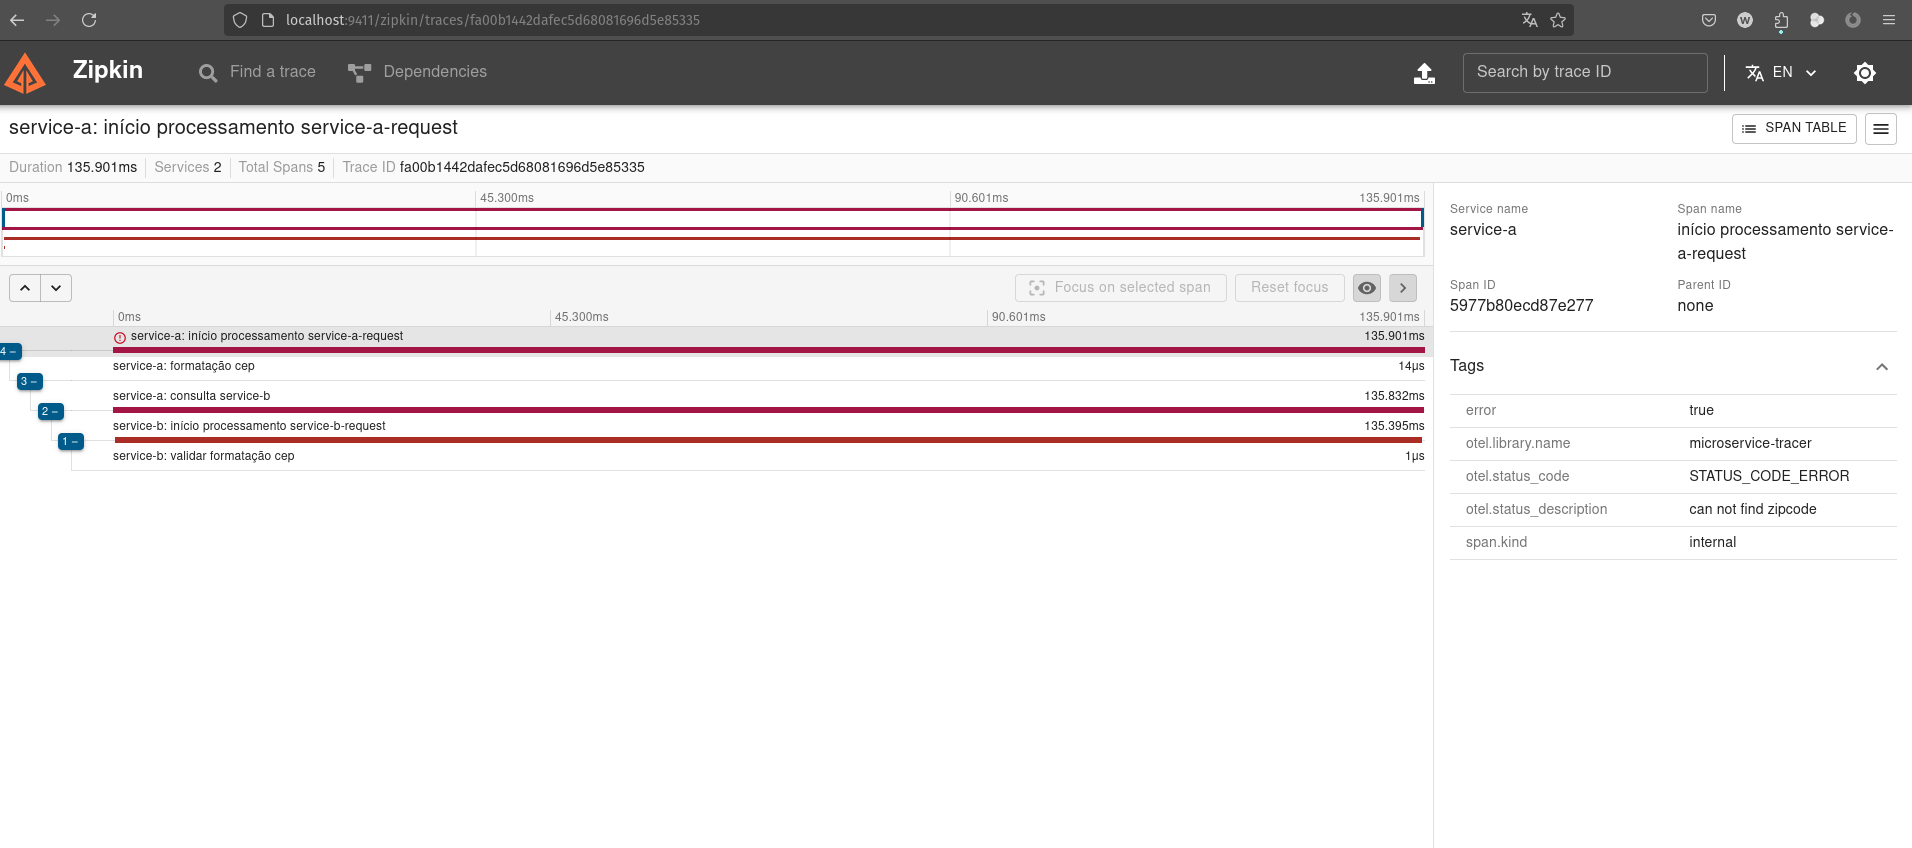 localhost:9411/zipkin/traces/fa00b1442dafec5d68081696d5e85335
W
Zipkin
Find a trace
Dependencies
Search by trace ID
EN
service-a: início processamento service-a-request
SPAN TABLE
Duration 135.901ms
Services 2
Total Spans 5
Trace ID fa00b1442dafec5d68081696d5e85335
0ms 45.300ms 90.601ms 135.901ms
Focus on selected span
Reset focus
0ms 45.300ms 90.601ms 135.901ms
service-a: início processamento service-a-request 135.901ms
4 −
service-a: formatação cep 14μs
3 −
service-a: consulta service-b 135.832ms
2 −
service-b: início processamento service-b-request 135.395ms
1 −
service-b: validar formatação cep 1μs
Service name
service-a
Span name
início processamento service-
a-request
Span ID
5977b80ecd87e277
Parent ID
none
Tags
error true
otel.library.name microservice-tracer
otel.status_code STATUS_CODE_ERROR
otel.status_description can not find zipcode
span.kind internal